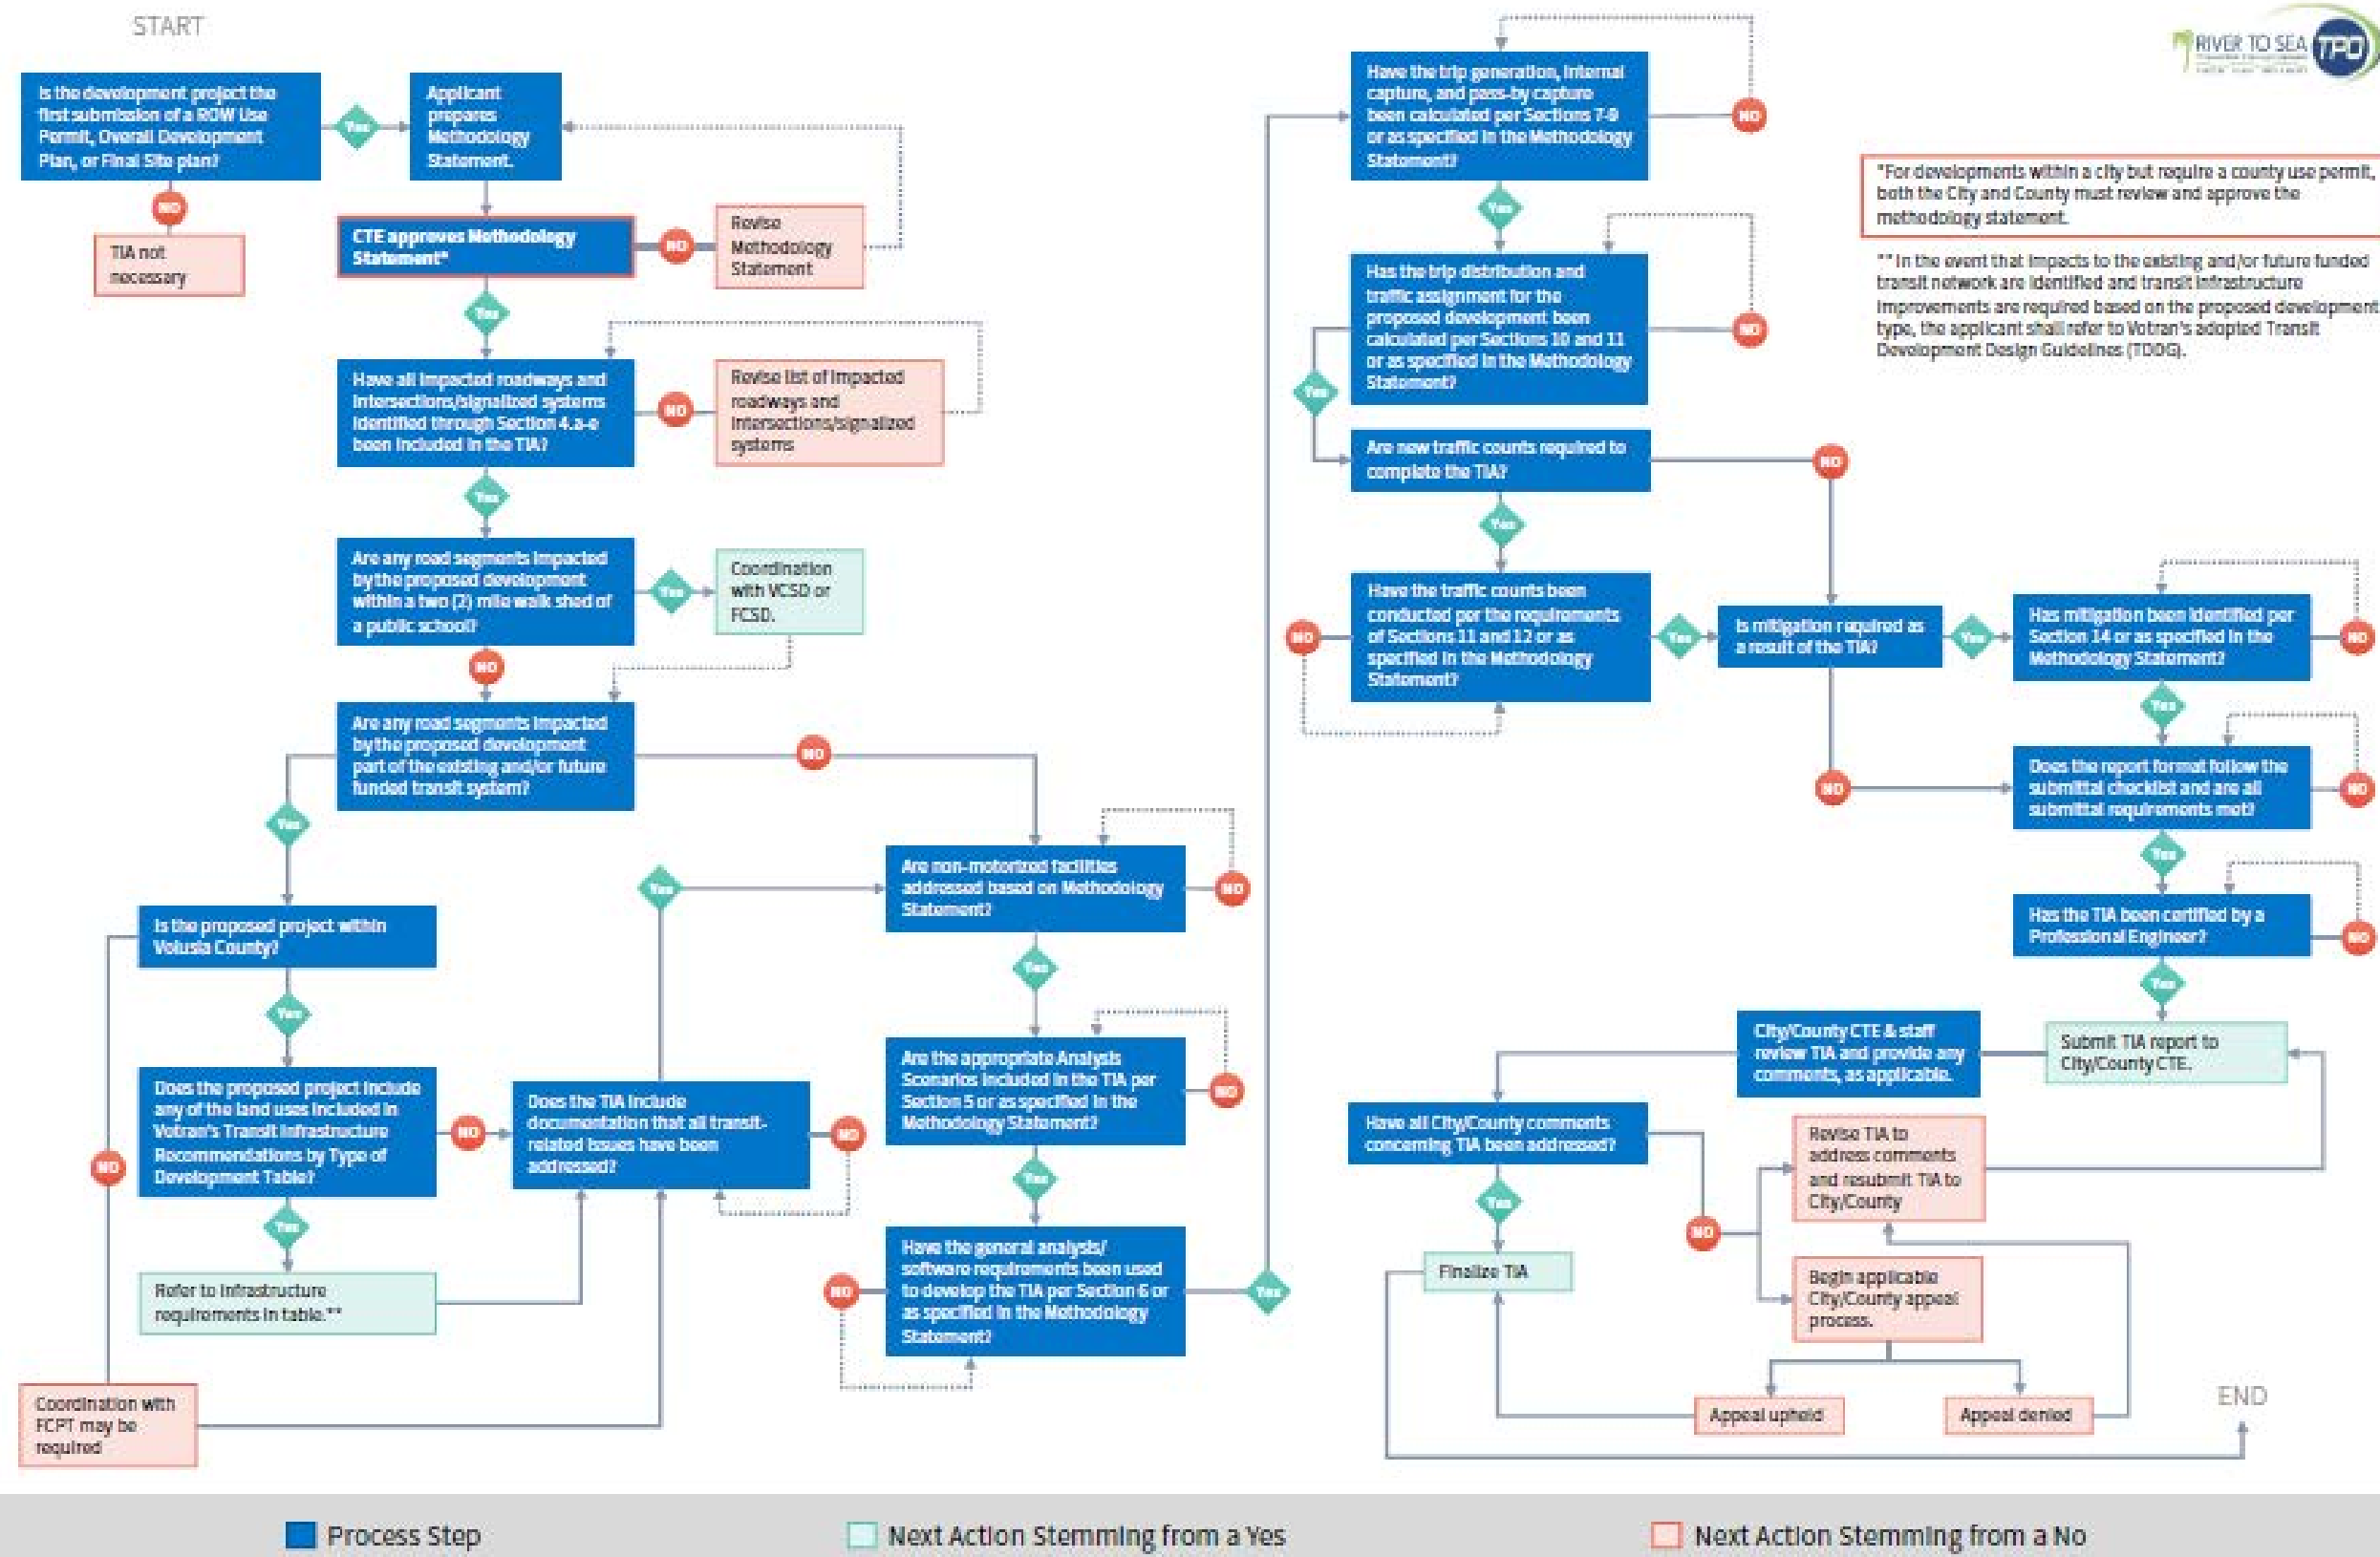 START
Is the development project the
first submission of a ROW Use
Permit, Overall Development
Plan, or Final Site plan?
Yes
Applicant
prepares
Methodology
Statement.
NO
TIA not
necessary
CTE approves Methodology
Statement*
NO
Revise
Methodology
Statement
Yes
Have all impacted roadways and
intersections/signalized systems
identified through Section 4.a-e
been included in the TIA?
NO
Revise list of impacted
roadways and
intersections/signalized
systems
Yes
Are any road segments impacted
by the proposed development
within a two (2) mile walk shed of
a public school?
Yes
Coordination
with VCSD or
FCSD.
NO
Are any road segments impacted
by the proposed development
part of the existing and/or future
funded transit system?
NO
Yes
Is the proposed project within
Volusia County?
Yes
NO
Does the proposed project include
any of the land uses included in
Votran's Transit Infrastructure
Recommendations by Type of
Development Table?
NO
Yes
Refer to infrastructure
requirements in table.**
Coordination with
FCPT may be
required
Does the TIA include
documentation that all transit-
related issues have been
addressed?
NO
Yes
Are non-motorized facilities
addressed based on Methodology
Statement?
NO
Yes
Are the appropriate Analysis
Scenarios included in the TIA per
Section 5 or as specified in the
Methodology Statement?
NO
Yes
Have the general analysis/
software requirements been used
to develop the TIA per Section 6 or
as specified in the Methodology
Statement?
NO
Yes
Have the trip generation, internal
capture, and pass-by capture
been calculated per Sections 7-9
or as specified in the Methodology
Statement?
NO
Yes
Has the trip distribution and
traffic assignment for the
proposed development been
calculated per Sections 10 and 11
or as specified in the Methodology
Statement?
NO
Yes
Are new traffic counts required to
complete the TIA?
NO
Yes
Have the traffic counts been
conducted per the requirements
of Sections 11 and 12 or as
specified in the Methodology
Statement?
NO
Yes
Is mitigation required as
a result of the TIA?
Yes
NO
Has mitigation been identified per
Section 14 or as specified in the
Methodology Statement?
NO
Yes
Does the report format follow the
submittal checklist and are all
submittal requirements met?
NO
Yes
Has the TIA been certified by a
Professional Engineer?
NO
Yes
Submit TIA report to
City/County CTE.
City/County CTE & staff
review TIA and provide any
comments, as applicable.
Have all City/County comments
concerning TIA been addressed?
Yes
NO
Finalize TIA
Revise TIA to
address comments
and resubmit TIA to
City/County
Begin applicable
City/County appeal
process.
Appeal upheld
Appeal denied
END
RIVER TO SEA
TPO
*For developments within a city but require a county use permit,
both the City and County must review and approve the
methodology statement.
**In the event that impacts to the existing and/or future funded
transit network are identified and transit infrastructure
improvements are required based on the proposed development
type, the applicant shall refer to Votran's adopted Transit
Development Design Guidelines (TDDG).
Process Step
Next Action Stemming from a Yes
Next Action Stemming from a No